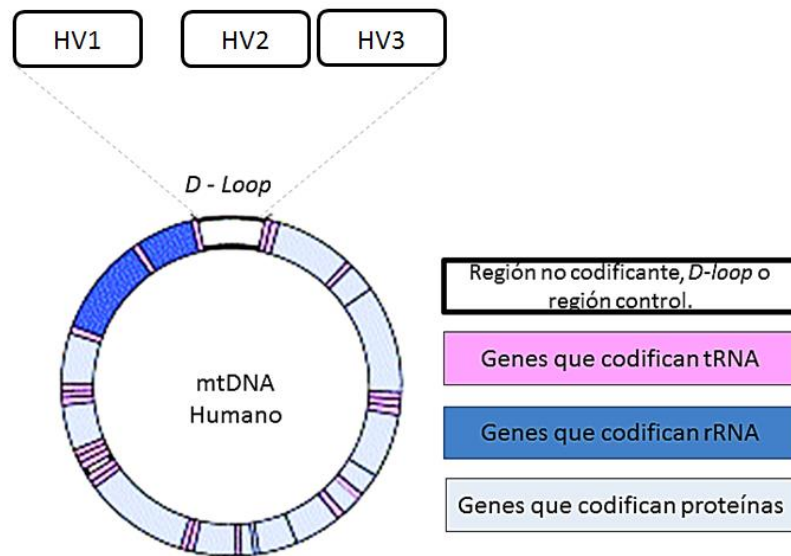 HV1
HV2
HV3
D - Loop
mtDNA
Humano
Región no codificante, D-loop o
región control.
Genes que codifican tRNA
Genes que codifican rRNA
Genes que codifican proteínas